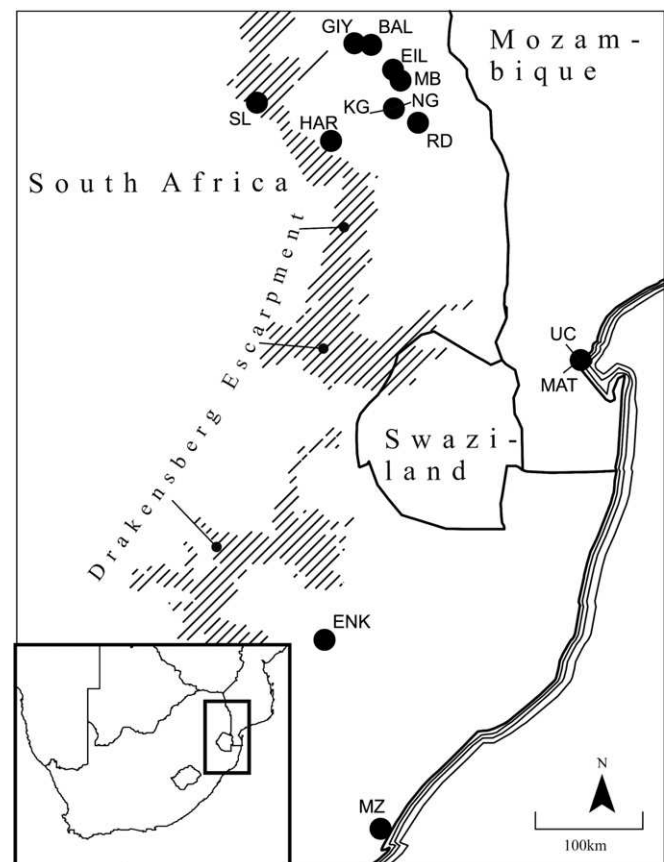 GIY BAL
Mozam-
bique
EIL
MB
SL
KG NG
HAR
RD
South Africa
Drakensberg Escarpment
UC
MAT
Swazi-
land
ENK
MZ
N
100km